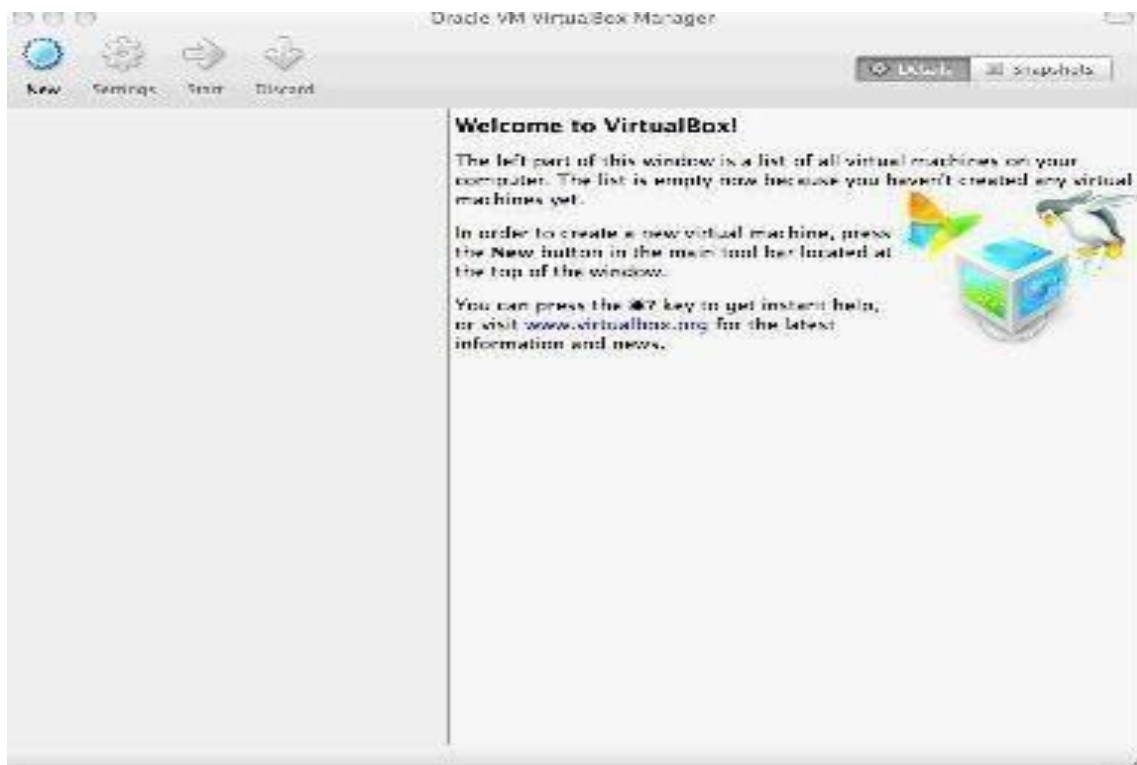 Oracle VM VirtualBox Manager
New Settings Start Discard
Details Snapshots
Welcome to VirtualBox!
The left part of this window is a list of all virtual machines on your
computer. The list is empty now because you haven't created any virtual
machines yet.
In order to create a new virtual machine, press
the New button in the main tool bar located at
the top of the window.
You can press the ⌘? key to get instant help,
or visit www.virtualbox.org for the latest
information and news.